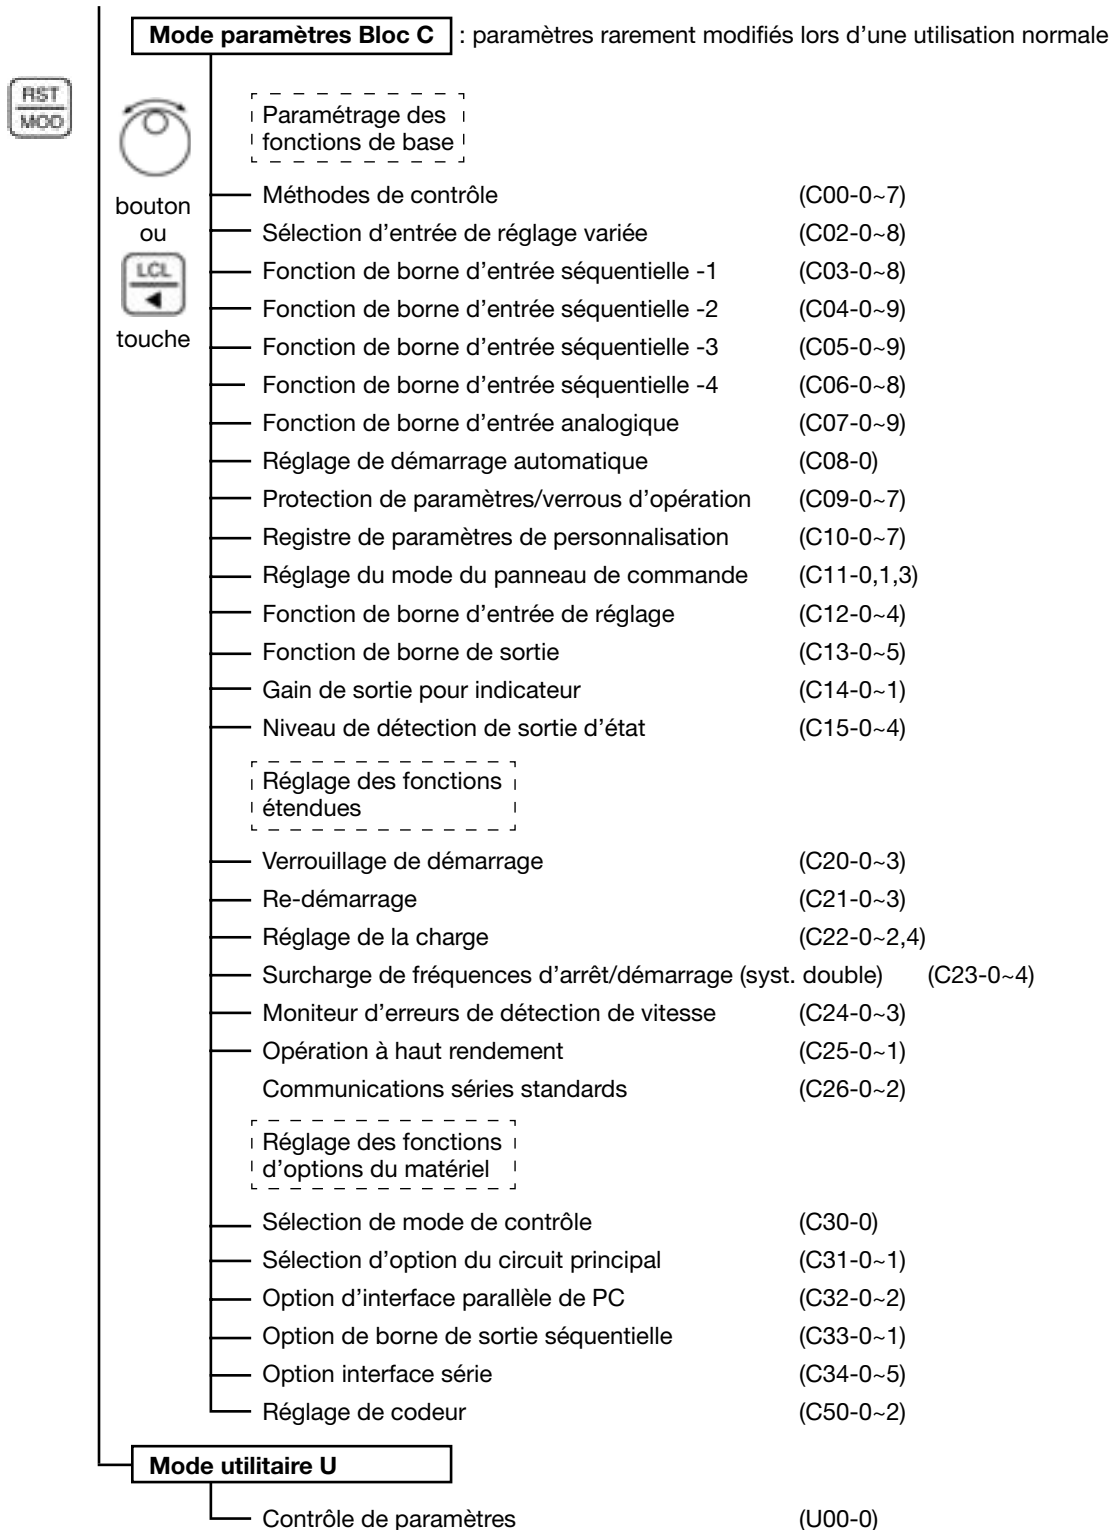 Mode paramètres Bloc C : paramètres rarement modifiés lors d’une utilisation normale
RST
MOD
Paramétrage des
fonctions de base
bouton
ou
LCL
touche
Méthodes de contrôle (C00-0~7)
Sélection d’entrée de réglage variée (C02-0~8)
Fonction de borne d’entrée séquentielle -1 (C03-0~8)
Fonction de borne d’entrée séquentielle -2 (C04-0~9)
Fonction de borne d’entrée séquentielle -3 (C05-0~9)
Fonction de borne d’entrée séquentielle -4 (C06-0~8)
Fonction de borne d’entrée analogique (C07-0~9)
Réglage de démarrage automatique (C08-0)
Protection de paramètres/verrous d’opération (C09-0~7)
Registre de paramètres de personnalisation (C10-0~7)
Réglage du mode du panneau de commande (C11-0,1,3)
Fonction de borne d’entrée de réglage (C12-0~4)
Fonction de borne de sortie (C13-0~5)
Gain de sortie pour indicateur (C14-0~1)
Niveau de détection de sortie d’état (C15-0~4)
Réglage des fonctions
étendues
Verrouillage de démarrage (C20-0~3)
Re-démarrage (C21-0~3)
Réglage de la charge (C22-0~2,4)
Surcharge de fréquences d’arrêt/démarrage (syst. double) (C23-0~4)
Moniteur d’erreurs de détection de vitesse (C24-0~3)
Opération à haut rendement (C25-0~1)
Communications séries standards (C26-0~2)
Réglage des fonctions
d’options du matériel
Sélection de mode de contrôle (C30-0)
Sélection d’option du circuit principal (C31-0~1)
Option d’interface parallèle de PC (C32-0~2)
Option de borne de sortie séquentielle (C33-0~1)
Option interface série (C34-0~5)
Réglage de codeur (C50-0~2)
Mode utilitaire U
Contrôle de paramètres (U00-0)